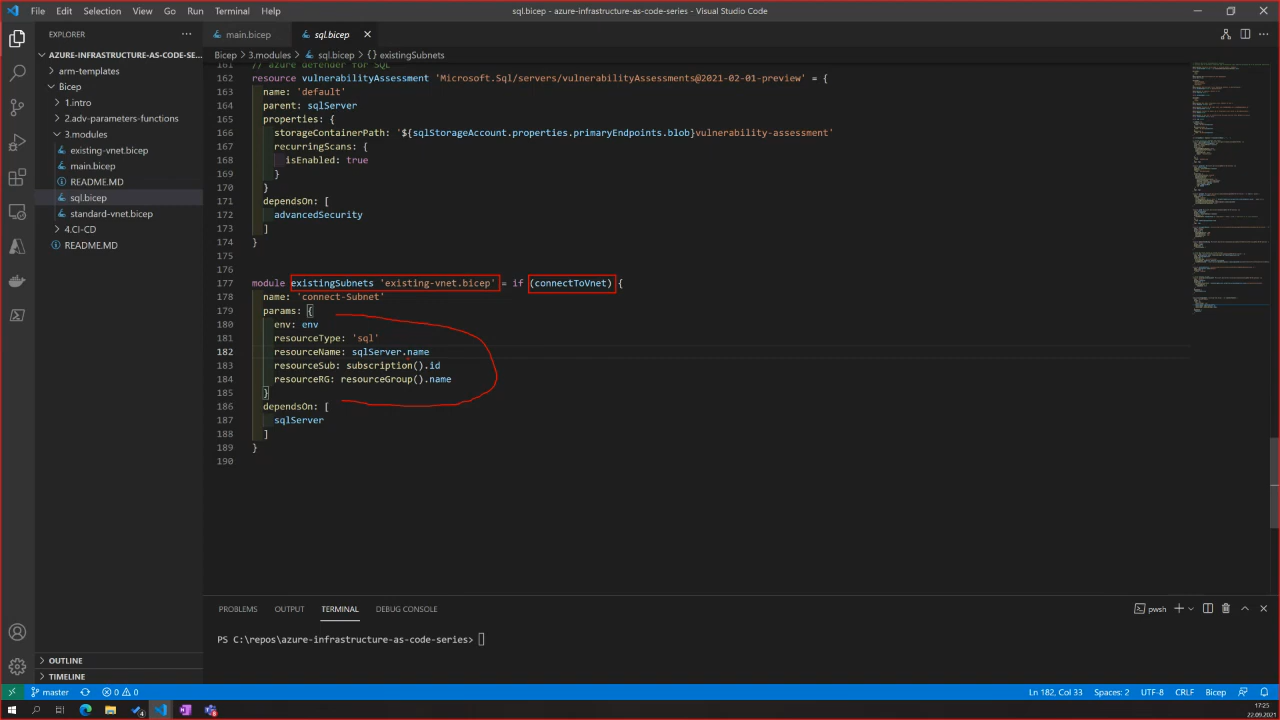 File Edit Selection View Go Run Terminal Help
sql.bicep - azure-infrastructure-as-code-series - Visual Studio Code
EXPLORER
AZURE-INFRASTRUCTURE-AS-CODE-SE...
arm-templates
Bicep
1.intro
2.adv-parameters-functions
3.modules
existing-vnet.bicep
main.bicep
README.MD
sql.bicep
standard-vnet.bicep
4.CI-CD
README.MD
OUTLINE
TIMELINE
main.bicep
sql.bicep
Bicep > 3.modules > sql.bicep > {} existingSubnets
161 // azure defender for SQL
162 resource vulnerabilityAssessment 'Microsoft.Sql/servers/vulnerabilityAssessments@2021-02-01-preview' = {
163 name: 'default'
164 parent: sqlServer
165 properties: {
166 storageContainerPath: '${sqlStorageAccount.properties.primaryEndpoints.blob}vulnerability-assessment'
167 recurringScans: {
168 isEnabled: true
169 }
170 }
171 dependsOn: [
172 advancedSecurity
173 ]
174 }
175
176
177 module existingSubnets 'existing-vnet.bicep' = if (connectToVnet) {
178 name: 'connect-Subnet'
179 params: {
180 env: env
181 resourceType: 'sql'
182 resourceName: sqlServer.name
183 resourceSub: subscription().id
184 resourceRG: resourceGroup().name
185 }
186 dependsOn: [
187 sqlServer
188 ]
189 }
190
PROBLEMS OUTPUT TERMINAL DEBUG CONSOLE
pwsh
PS C:\repos\azure-infrastructure-as-code-series>
master 0 0
Ln 182, Col 33 Spaces: 2 UTF-8 CRLF Bicep
17:25
22.09.2021